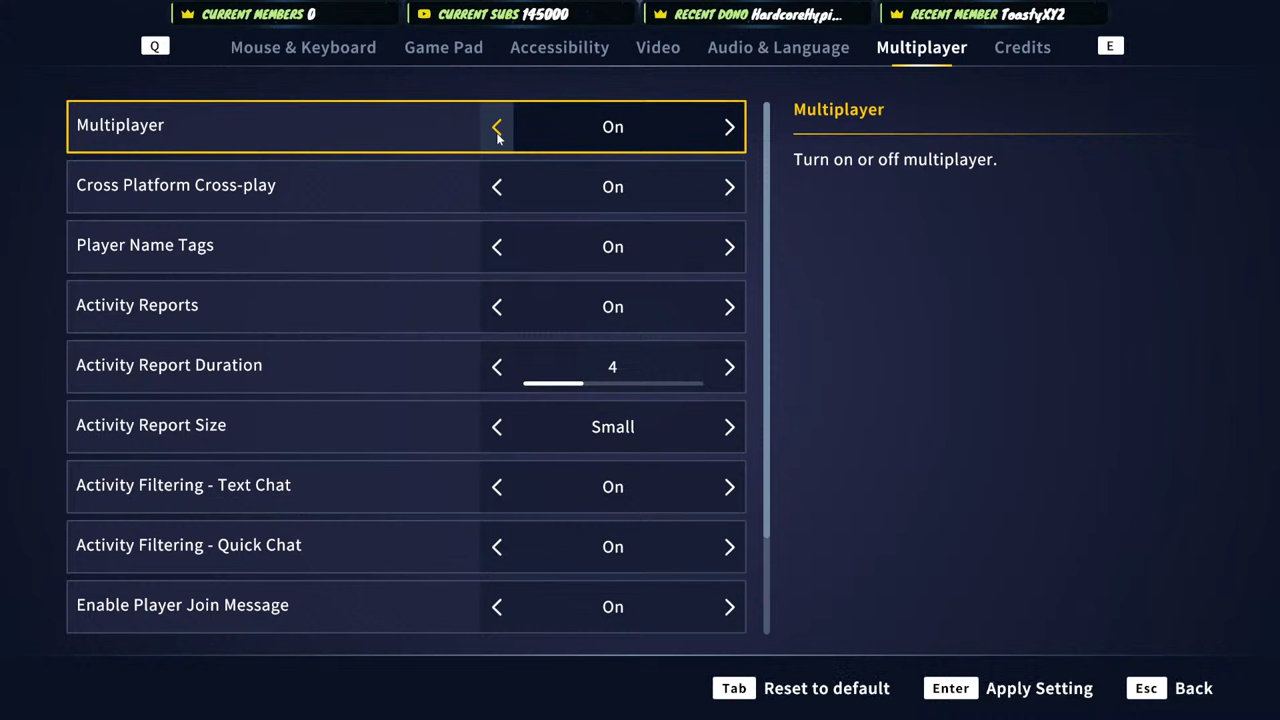 CURRENT MEMBERS 0
CURRENT SUBS 145000
RECENT DONO HardcoreHypi...
RECENT MEMBER ToastyXYZ
Q Mouse & Keyboard Game Pad Accessibility Video Audio & Language Multiplayer Credits E
Multiplayer On
Cross Platform Cross-play On
Player Name Tags On
Activity Reports On
Activity Report Duration 4
Activity Report Size Small
Activity Filtering - Text Chat On
Activity Filtering - Quick Chat On
Enable Player Join Message On
Multiplayer
Turn on or off multiplayer.
Tab Reset to default Enter Apply Setting Esc Back